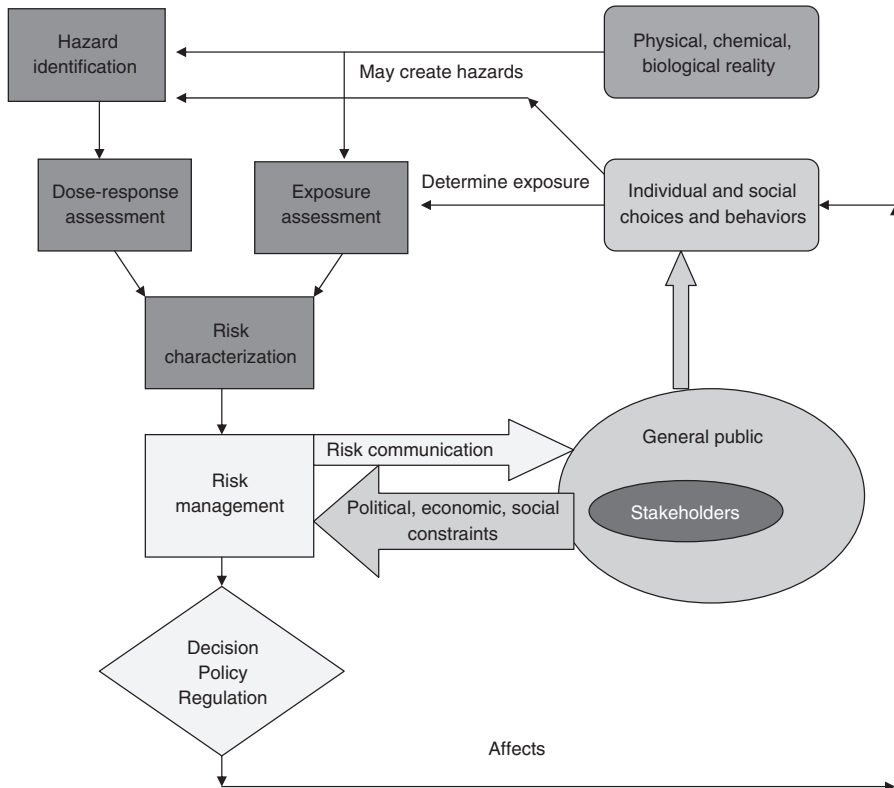 Hazard
identification
Physical, chemical,
biological reality
May create hazards
Dose-response
assessment
Exposure
assessment
Determine exposure
Individual and social
choices and behaviors
Risk
characterization
General public
Risk communication
Risk
management
Political, economic, social
constraints
Stakeholders
Decision
Policy
Regulation
Affects